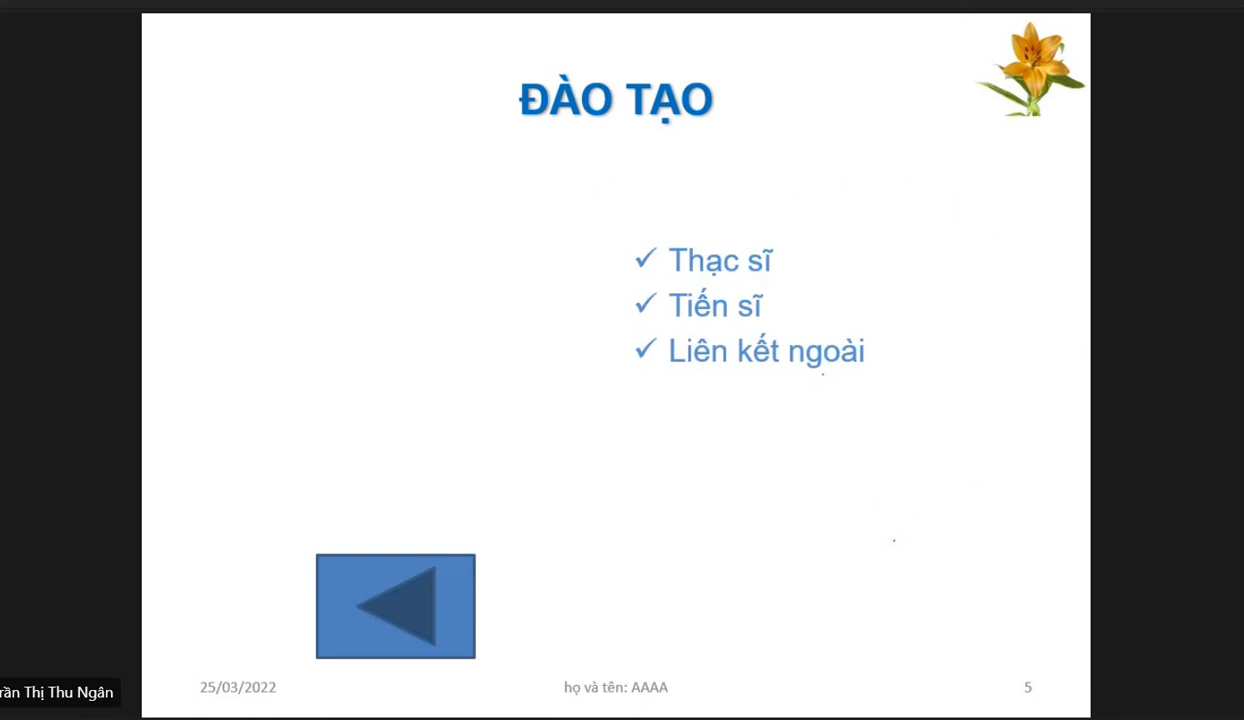 ĐÀO TẠO
✓ Thạc sĩ
✓ Tiến sĩ
✓ Liên kết ngoài
Thị Thu Ngân
25/03/2022
họ và tên: AAAA
5